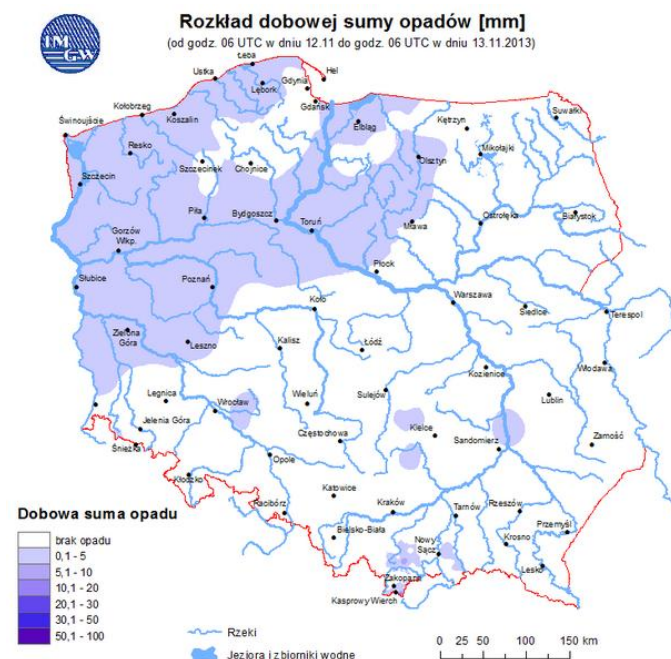 IM
GW
Rozkład dobowej sumy opadów [mm]
(od godz. 06 UTC w dniu 12.11 do godz. 06 UTC w dniu 13.11.2013)
Łeba
Hel
Ustka
Gdynia
Lębork
Gdańsk
Kołobrzeg
Koszalin
Suwałki
Świnoujście
Elbląg
Kętrzyn
Resko
Szczecinek
Chojnice
Olsztyn
Mikołajki
Szczecin
Piła
Bydgoszcz
Toruń
Mława
Ostrołęka
Białystok
Gorzów
Wlkp.
Płock
Słubice
Poznań
Koło
Warszawa
Siedlce
Terespol
Zielona
Góra
Leszno
Kalisz
Łódź
Kozienice
Włodawa
Legnica
Wrocław
Wieluń
Sulejów
Lublin
Jelenia Góra
Częstochowa
Kielce
Sandomierz
Zamość
Śnieżka
Opole
Kłodzko
Racibórz
Katowice
Kraków
Tarnów
Rzeszów
Przemyśl
Bielsko-Biała
Nowy
Sącz
Krosno
Lesko
Zakopane
Kasprowy Wierch
Dobowa suma opadu
brak opadu
0,1 - 5
5,1 - 10
10,1 - 20
20,1 - 30
30,1 - 50
50,1 - 100
Rzeki
Jeziora i zbiorniki wodne
0 25 50 100 150 km